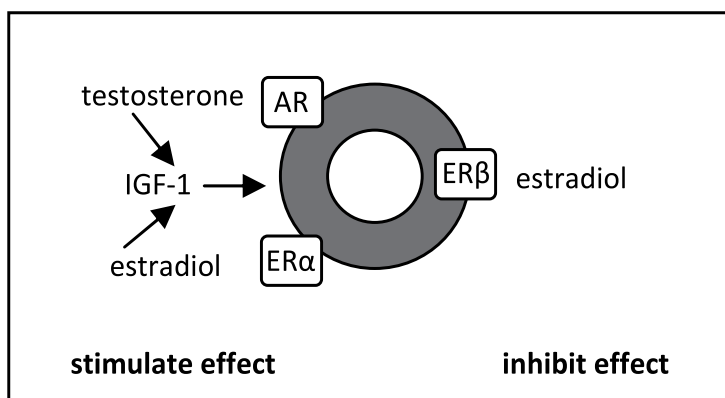 testosterone
AR
IGF-1
ERβ
estradiol
estradiol
ERα
stimulate effect
inhibit effect